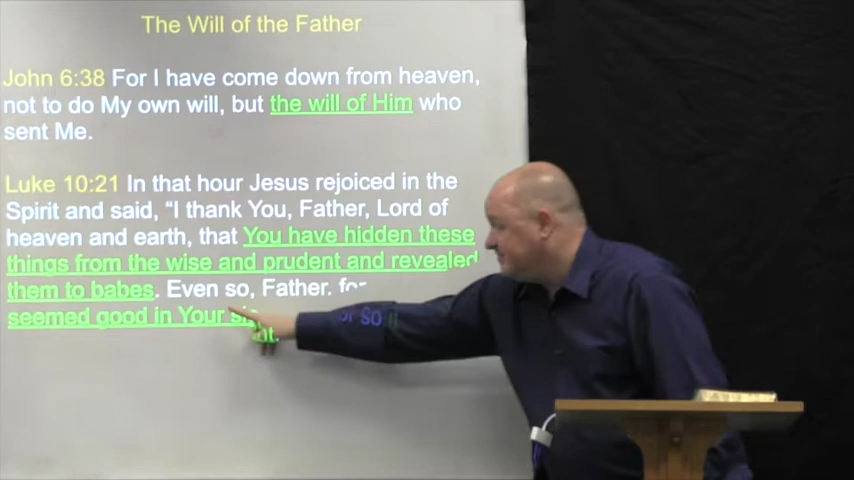 The Will of the Father
John 6:38 For I have come down from heaven,
not to do My own will, but the will of Him who
sent Me.
Luke 10:21 In that hour Jesus rejoiced in the
Spirit and said, “I thank You, Father, Lord of
heaven and earth, that You have hidden these
things from the wise and prudent and revealed
them to babes. Even so, Father, for so
seemed good in Your